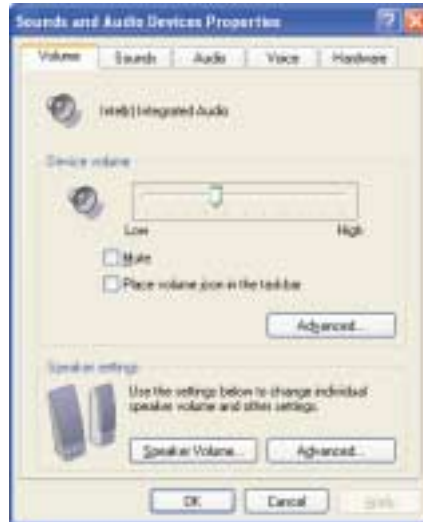 Sounds and Audio Devices Properties
Volume Sounds Audio Voice Hardware
Intel(r) Integrated Audio
Device volume
Low High
Mute
Place volume icon in the taskbar
Advanced...
Speaker settings
Use the settings below to change individual
speaker volume and other settings.
Speaker Volume... Advanced...
OK Cancel Apply